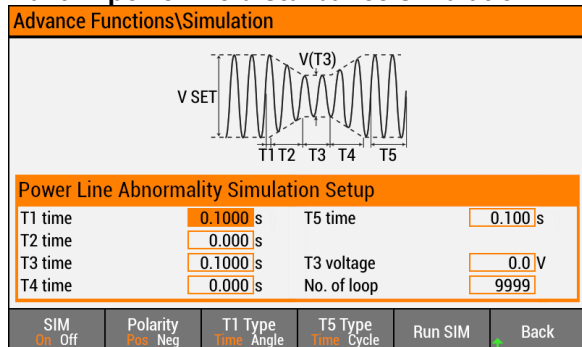 Advance Functions\Simulation
V(T3)
V SET
T1 T2 T3 T4 T5
Power Line Abnormality Simulation Setup
T1 time 0.1000 s T5 time 0.100 s
T2 time 0.000 s
T3 time 0.1000 s T3 voltage 0.0 V
T4 time 0.000 s No. of loop 9999
SIM Polarity T1 Type T5 Type Run SIM Back
On Off Pos Neg Time Angle Time Cycle